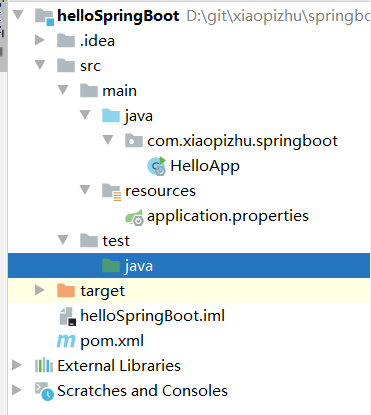 helloSpringBoot D:\git\xiaopizhu\springbo
.idea
src
main
java
com.xiaopizhu.springboot
HelloApp
resources
application.properties
test
java
target
helloSpringBoot.iml
pom.xml
External Libraries
Scratches and Consoles